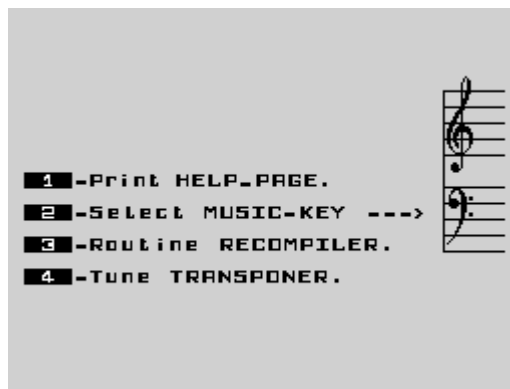 1-Print HELP_PAGE.
2-Select MUSIC-KEY --->
3-Routine RECOMPILER.
4-Tune TRANSPONER.